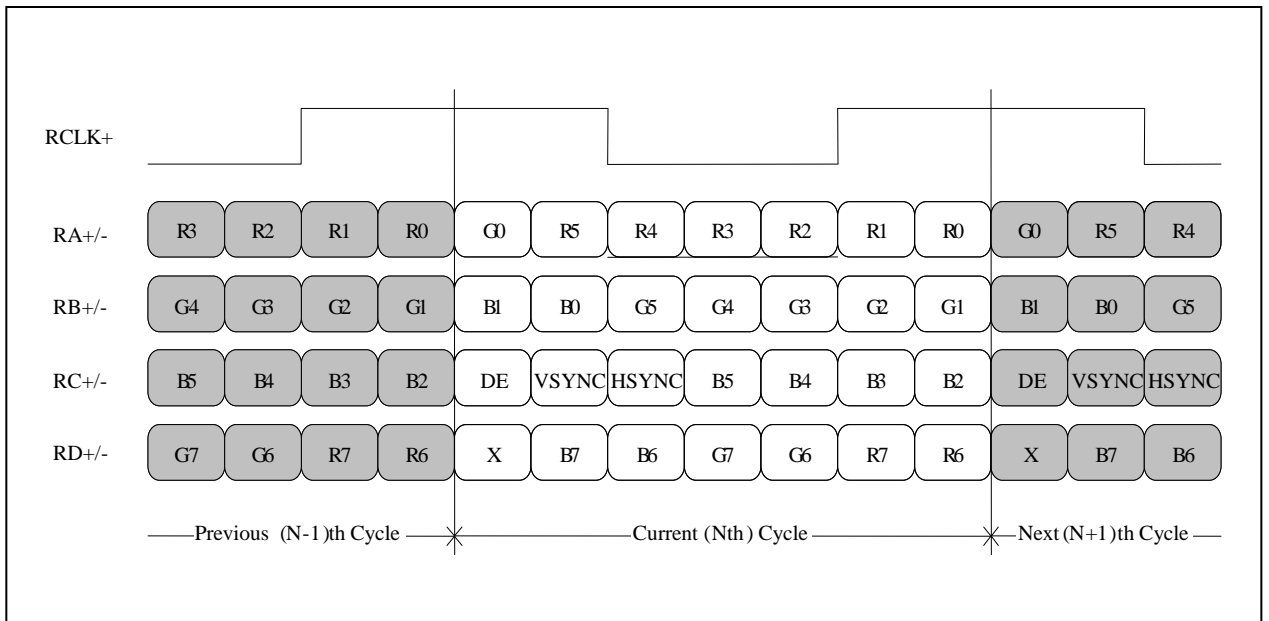 RCLK+
RA+/- R3 R2 R1 R0 G0 R5 R4 R3 R2 R1 R0 G0 R5 R4
RB+/- G4 G3 G2 G1 B1 B0 G5 G4 G3 G2 G1 B1 B0 G5
RC+/- B5 B4 B3 B2 DE VSYNC HSYNC B5 B4 B3 B2 DE VSYNC HSYNC
RD+/- G7 G6 R7 R6 X B7 B6 G7 G6 R7 R6 X B7 B6
Previous (N-1)th Cycle Current (Nth) Cycle Next (N+1)th Cycle